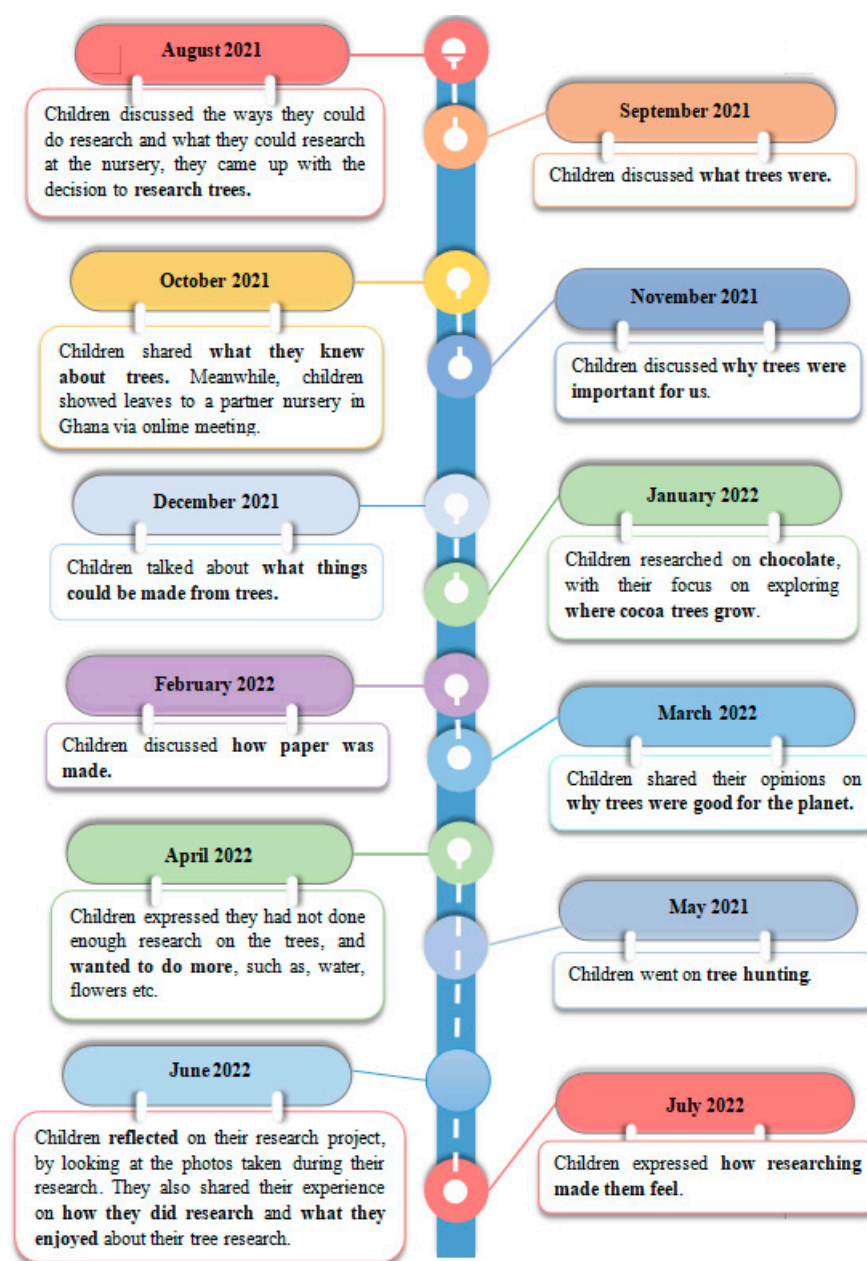 August 2021
Children discussed the ways they could
do research and what they could research
at the nursery, they came up with the
decision to research trees.
September 2021
Children discussed what trees were.
October 2021
Children shared what they knew
about trees. Meanwhile, children
showed leaves to a partner nursery in
Ghana via online meeting.
November 2021
Children discussed why trees were
important for us.
December 2021
Children talked about what things
could be made from trees.
January 2022
Children researched on chocolate,
with their focus on exploring
where cocoa trees grow.
February 2022
Children discussed how paper was
made.
March 2022
Children shared their opinions on
why trees were good for the planet.
April 2022
Children expressed they had not done
enough research on the trees, and
wanted to do more, such as, water,
flowers etc.
May 2021
Children went on tree hunting.
June 2022
Children reflected on their research project,
by looking at the photos taken during their
research. They also shared their experience
on how they did research and what they
enjoyed about their tree research.
July 2022
Children expressed how researching
made them feel.